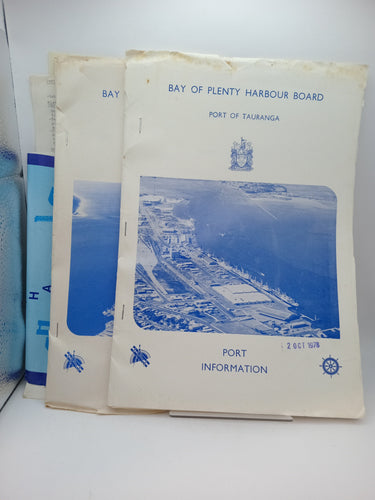 BAY OF PLENTY HARBOUR BOARD
PORT OF TAURANGA
2 OCT 1978
PORT
INFORMATION
BAY
H
A